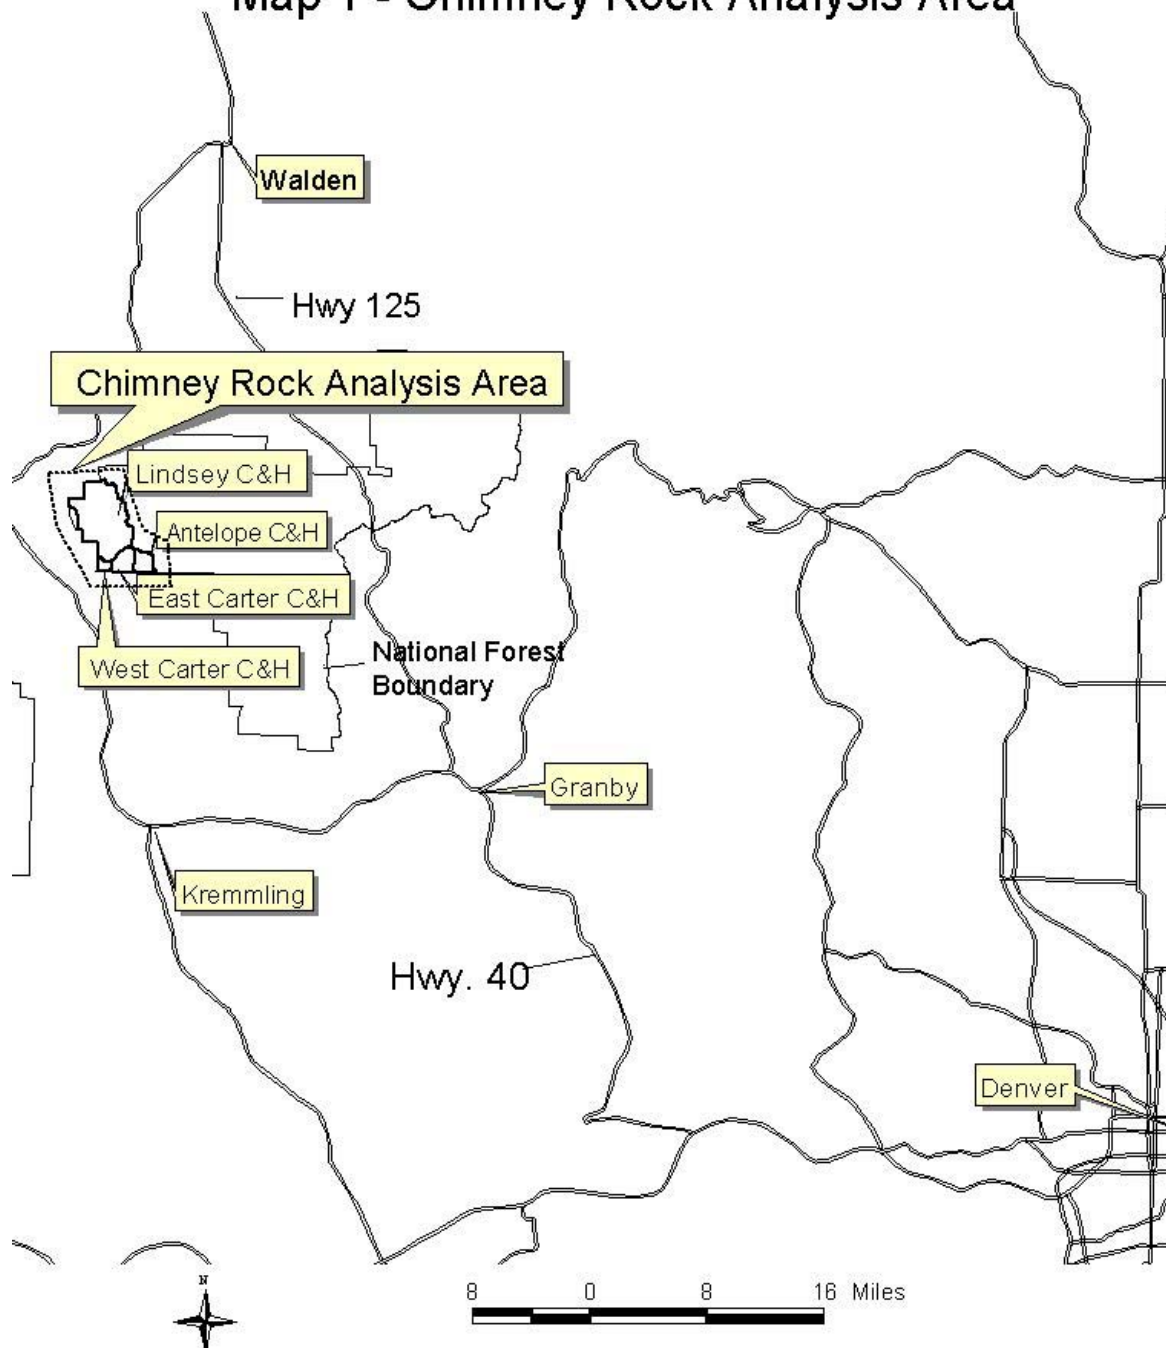 Map 1 - Chimney Rock Analysis Area
Walden
Hwy 125
Chimney Rock Analysis Area
Lindsey C&H
Antelope C&H
East Carter C&H
West Carter C&H
National Forest
Boundary
Granby
Kremmling
Hwy. 40
Denver
N
8 0 8 16 Miles